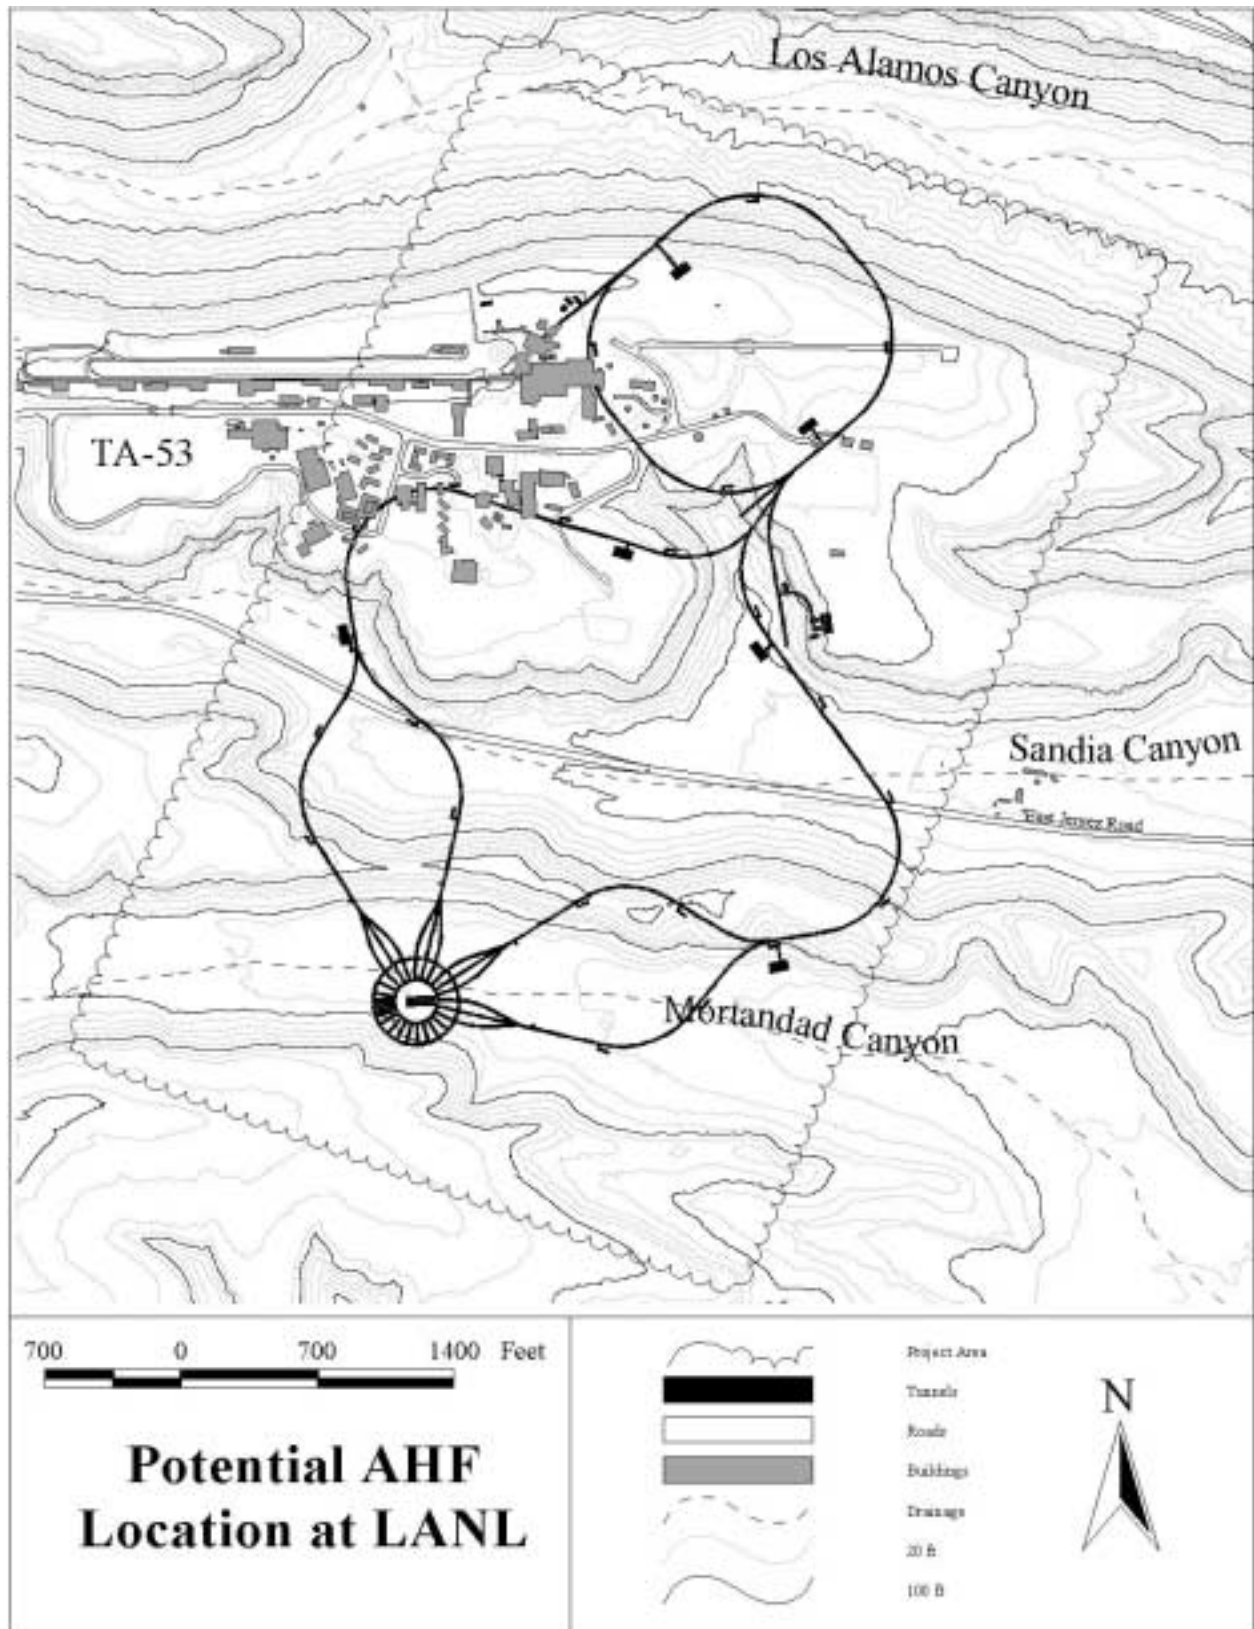 Los Alamos Canyon
TA-53
Sandia Canyon
East Jemez Road
Mortandad Canyon
700 0 700 1400 Feet
Potential AHF
Location at LANL
Project Area
Tunnels
Roads
Buildings
Drainage
20 ft
100 ft
N